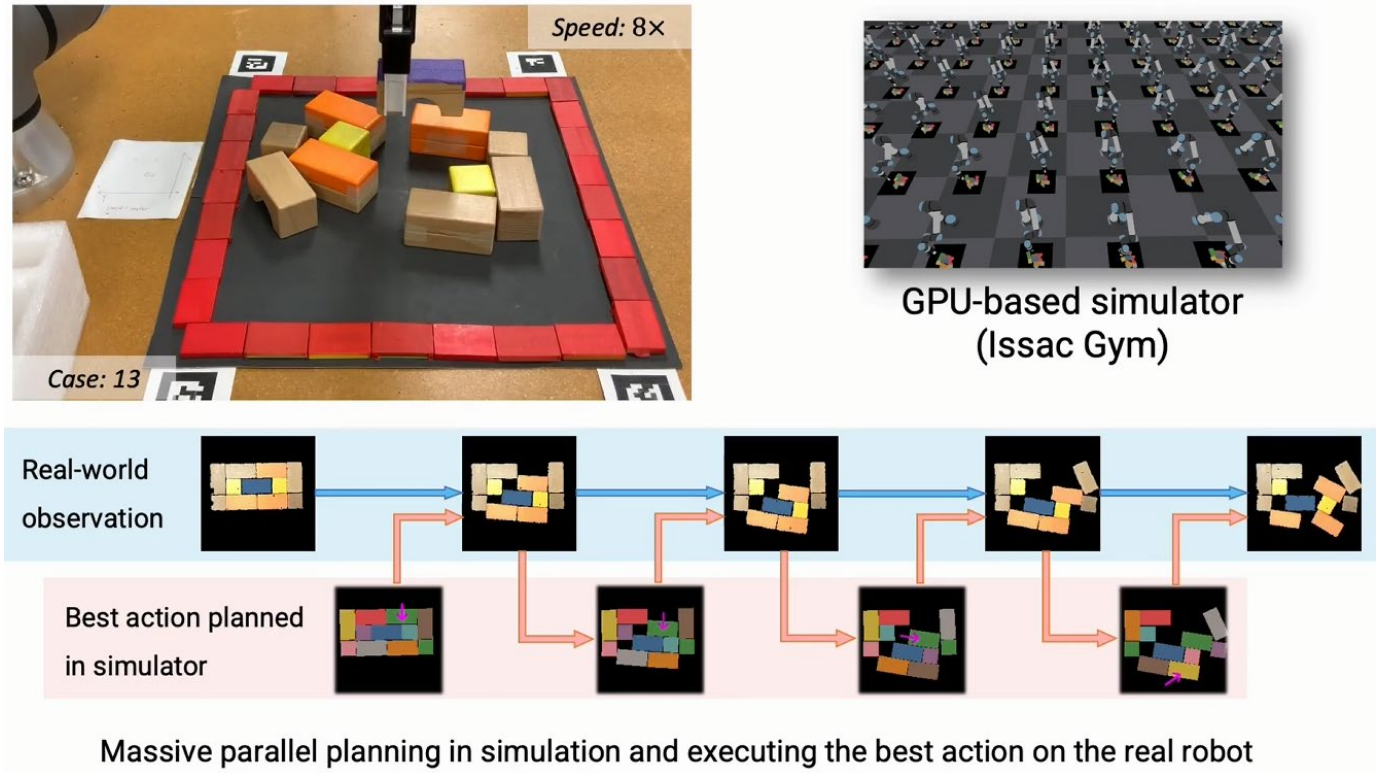 Speed: 8×
Case: 13
GPU-based simulator
(Issac Gym)
Real-world
observation
Best action planned
in simulator
Massive parallel planning in simulation and executing the best action on the real robot